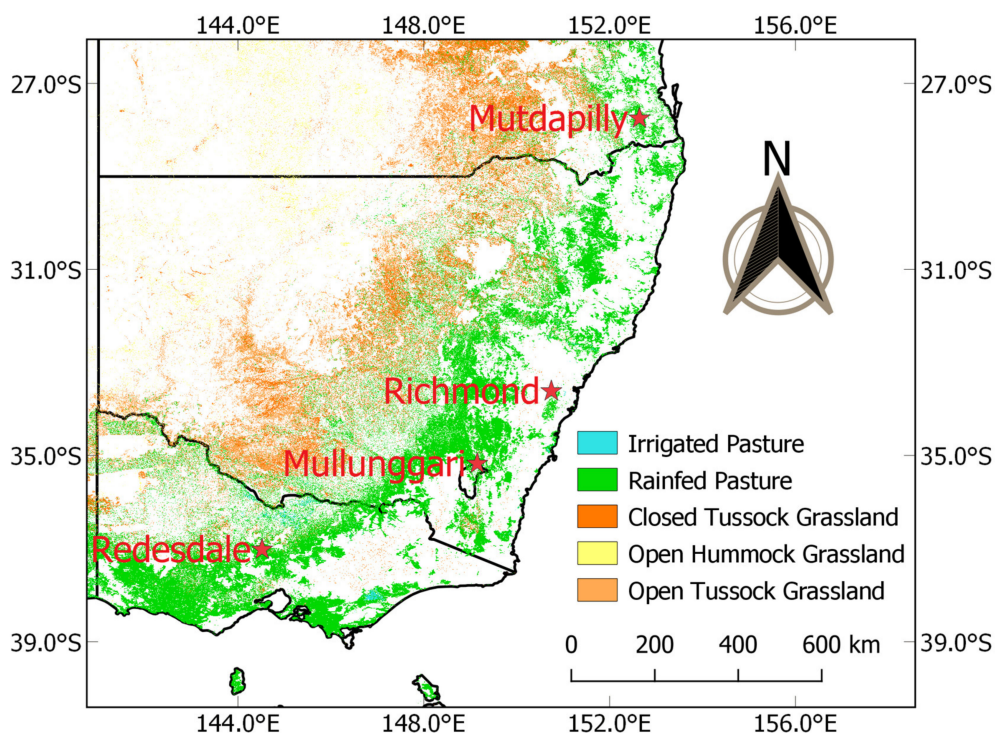 144.0°E 148.0°E 152.0°E 156.0°E
27.0°S 27.0°S
Mutdapilly
N
31.0°S 31.0°S
Richmond
35.0°S 35.0°S
Mullunggari
Redesdale
Irrigated Pasture
Rainfed Pasture
Closed Tussock Grassland
Open Hummock Grassland
Open Tussock Grassland
39.0°S 39.0°S
0 200 400 600 km
144.0°E 148.0°E 152.0°E 156.0°E